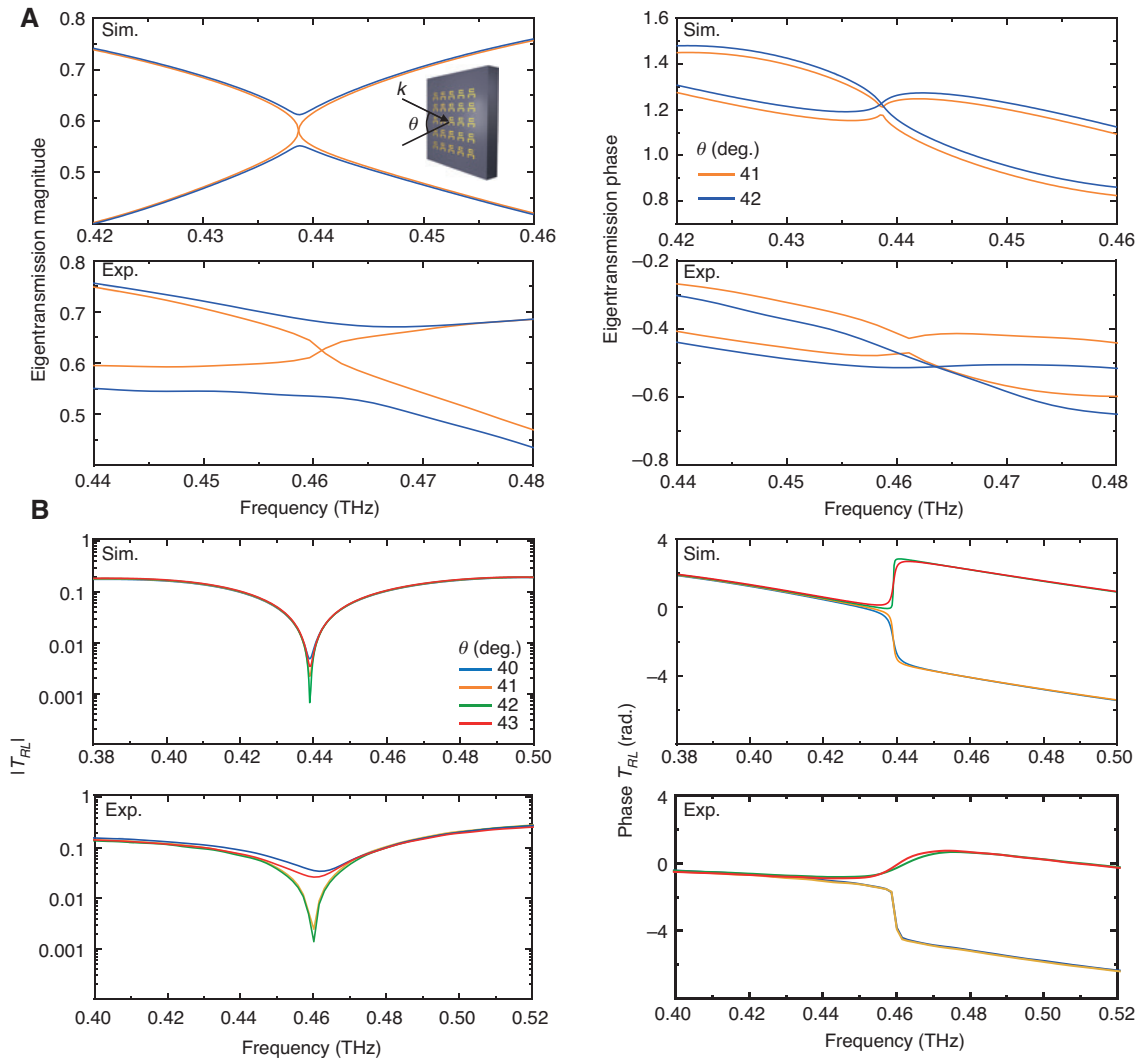 A
Sim.
0.8
0.7
0.6
0.5
0.42 0.43 0.44 0.45 0.46
k
θ
Eigentransmission magnitude
Exp.
0.8
0.7
0.6
0.5
0.44 0.45 0.46 0.47 0.48
Frequency (THz)
Sim.
1.6
1.4
1.2
1.0
0.8
0.42 0.43 0.44 0.45 0.46
θ (deg.)
41
42
Eigentransmission phase
Exp.
−0.2
−0.4
−0.6
−0.8
0.44 0.45 0.46 0.47 0.48
Frequency (THz)
B
Sim.
1
0.1
0.01
0.001
0.38 0.40 0.42 0.44 0.46 0.48 0.50
θ (deg.)
40
41
42
43
|T_RL|
Exp.
1
0.1
0.01
0.001
0.40 0.42 0.44 0.46 0.48 0.50 0.52
Frequency (THz)
Sim.
4
0
−4
0.38 0.40 0.42 0.44 0.46 0.48 0.50
Phase T_RL (rad.)
Exp.
4
0
−4
0.40 0.42 0.44 0.46 0.48 0.50 0.52
Frequency (THz)